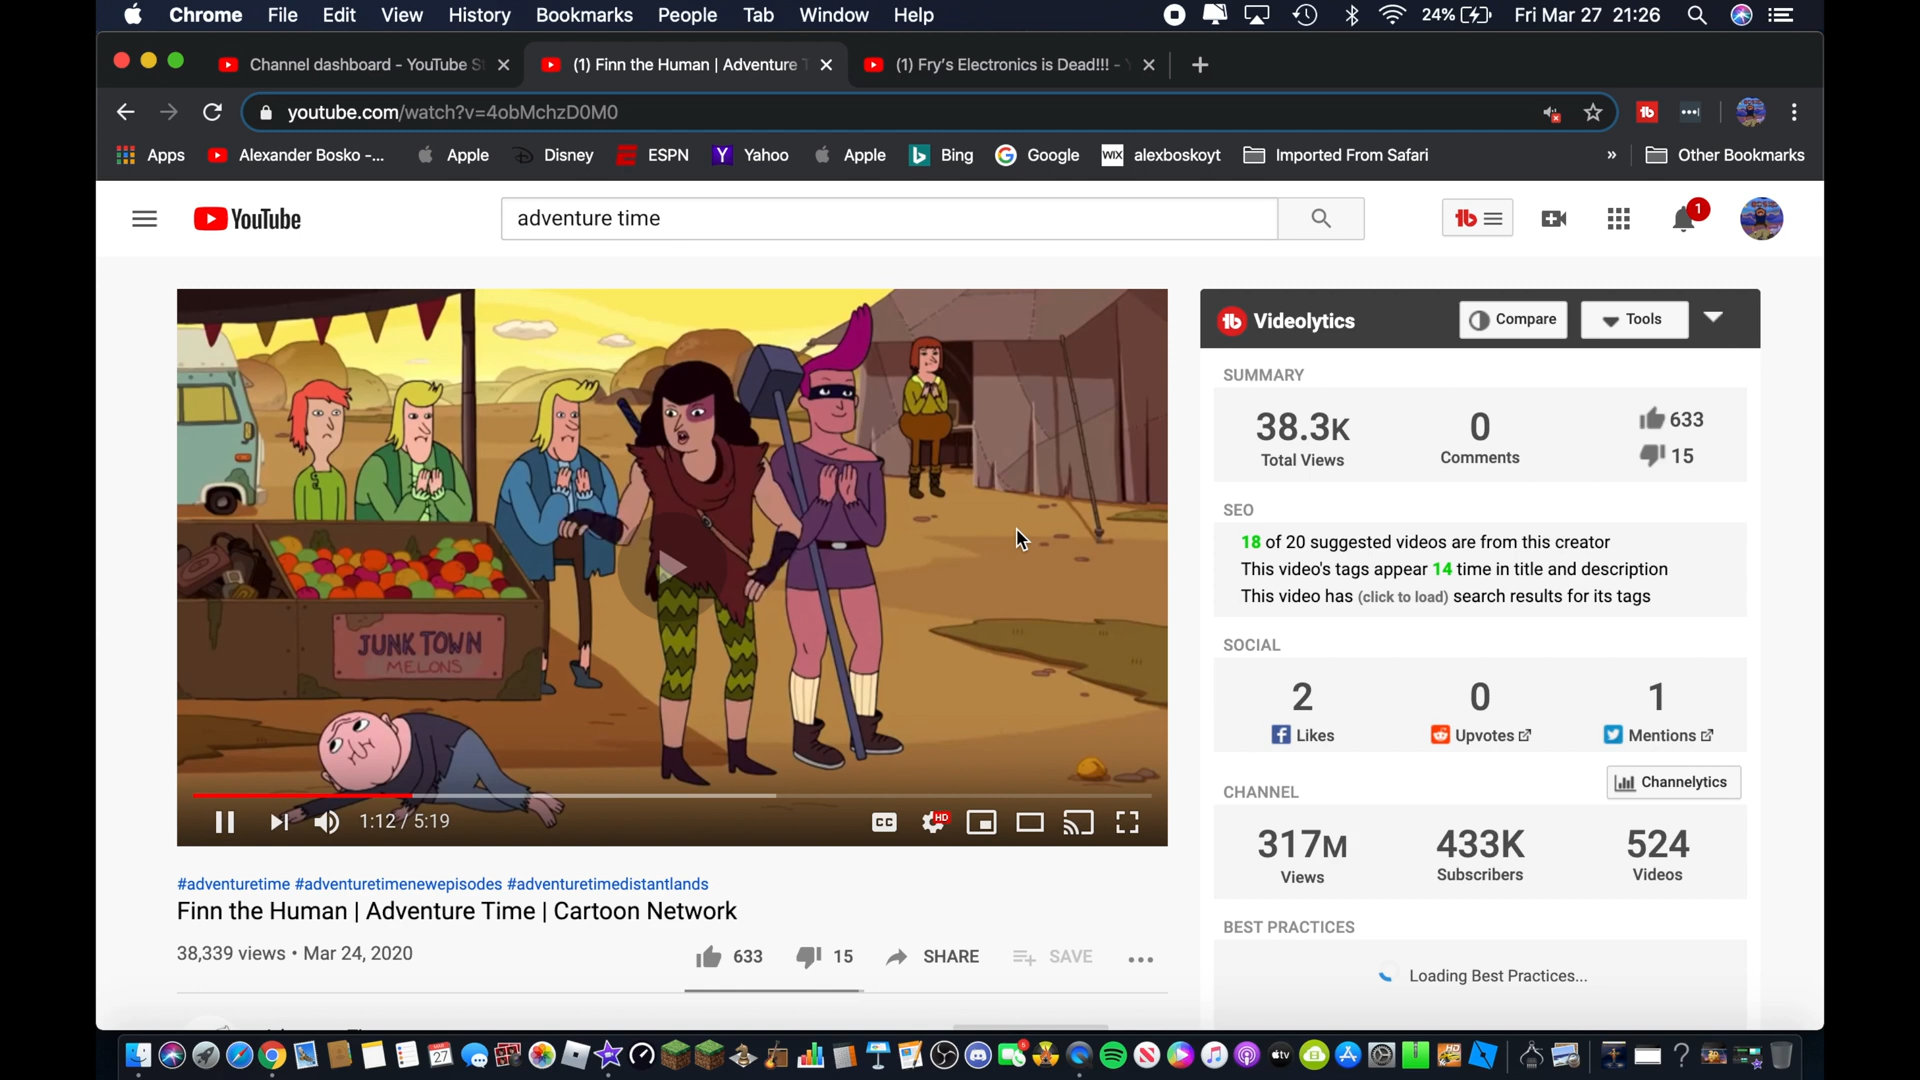 Chrome File Edit View History Bookmarks People Tab Window Help 24% Fri Mar 27 21:26
Channel dashboard - YouTube S (1) Finn the Human | Adventure T (1) Fry's Electronics is Dead!!! -
youtube.com/watch?v=4obMchzD0M0
Apps Alexander Bosko -... Apple Disney ESPN Yahoo Apple Bing Google WIX alexboskoyt Imported From Safari » Other Bookmarks
YouTube adventure time 1
Videolytics Compare Tools
SUMMARY
38.3K 0 633
Total Views Comments 15
SEO
18 of 20 suggested videos are from this creator
This video's tags appear 14 time in title and description
This video has (click to load) search results for its tags
SOCIAL
2 0 1
Likes Upvotes Mentions
CHANNEL Channelytics
317M 433K 524
Views Subscribers Videos
BEST PRACTICES
Loading Best Practices...
JUNK TOWN
MELONS
1:12 / 5:19 CC HD
#adventuretime #adventuretimenewepisodes #adventuretimedistantlands
Finn the Human | Adventure Time | Cartoon Network
38,339 views • Mar 24, 2020 633 15 SHARE SAVE